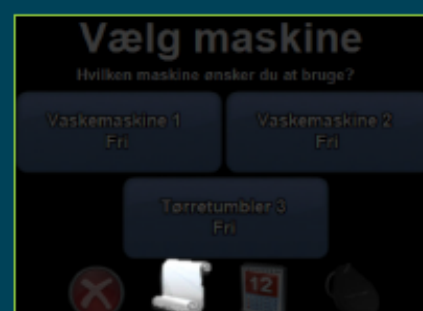 Vælg maskine
Hvilken maskine ønsker du at bruge?
Vaskemaskine 1
Fri
Vaskemaskine 2
Fri
Tørretumbler 3
Fri
12